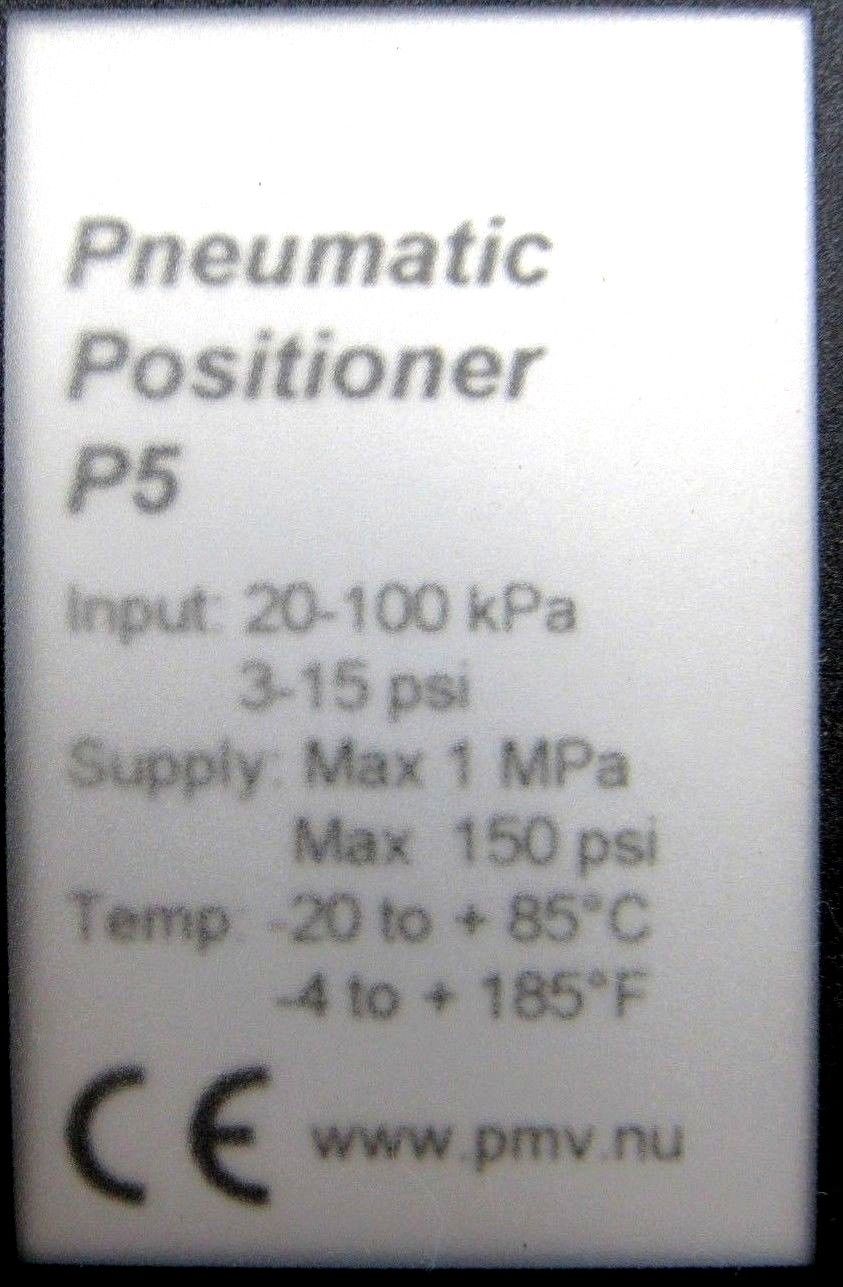 Pneumatic
Positioner
P5
Input: 20-100 kPa
3-15 psi
Supply: Max 1 MPa
Max 150 psi
Temp: -20 to + 85°C
-4 to + 185°F
CE www.pmv.nu